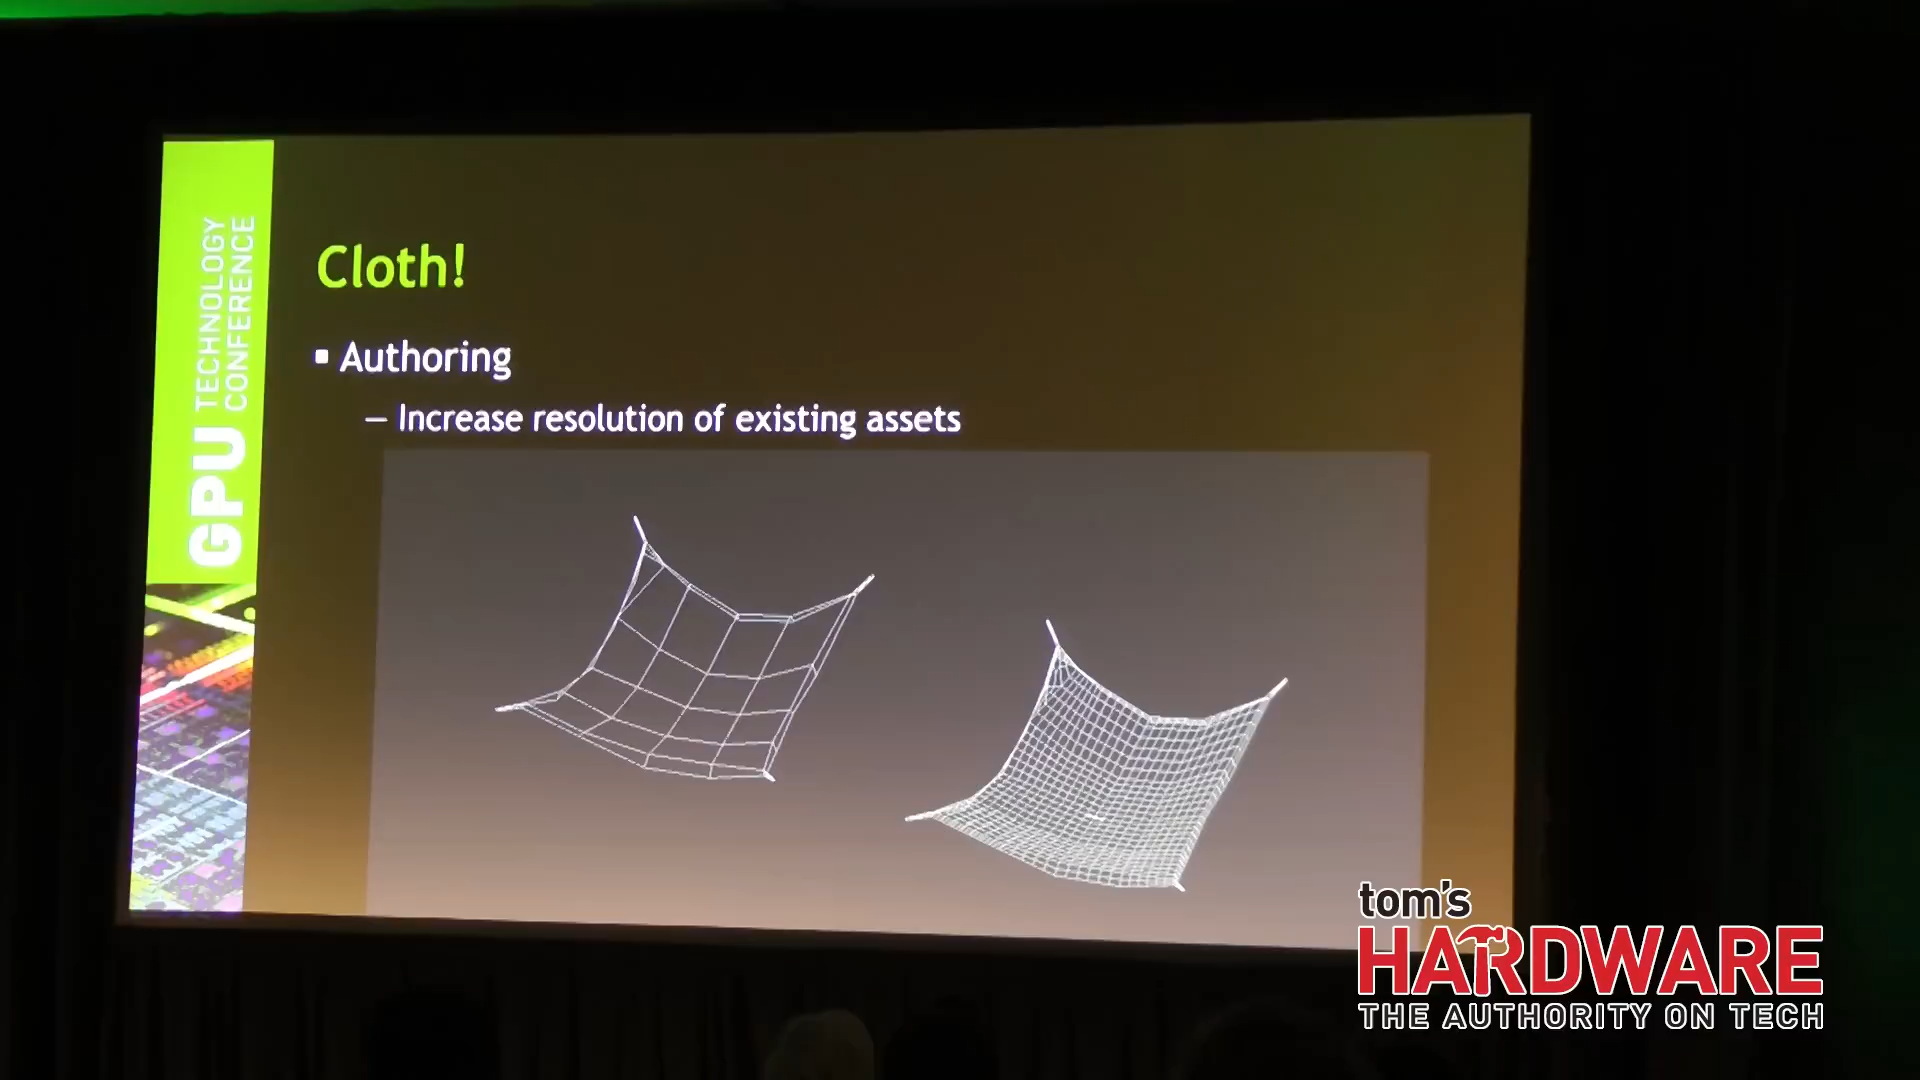 GPU TECHNOLOGY
CONFERENCE
Cloth!
▪ Authoring
– Increase resolution of existing assets
tom's
HARDWARE
THE AUTHORITY ON TECH